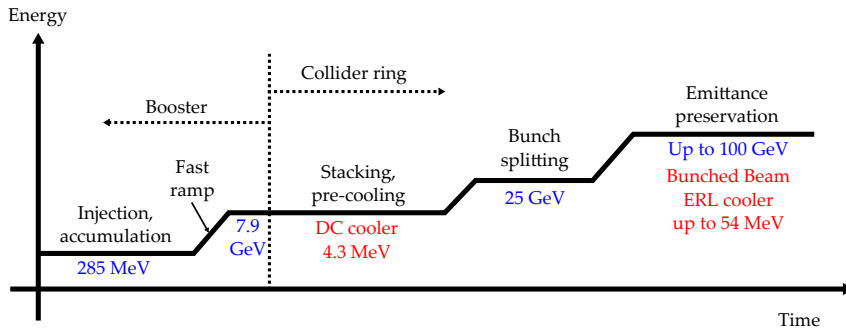 Energy
Collider ring
Booster
Emittance
preservation
Bunch
splitting
Fast
ramp
Stacking,
pre-cooling
Injection,
accumulation
Up to 100 GeV
Bunched Beam
ERL cooler
up to 54 MeV
25 GeV
7.9
GeV
DC cooler
4.3 MeV
285 MeV
Time